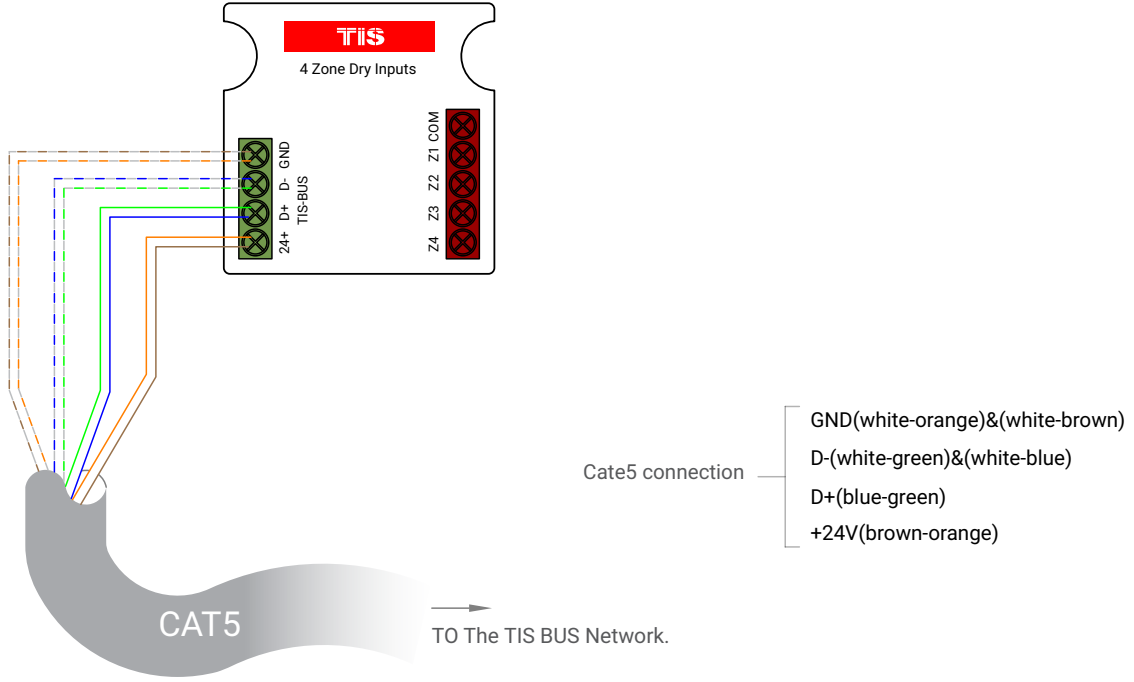 TIS
4 Zone Dry Inputs
GND
D-
D+
24+
TIS-BUS
COM
Z1
Z2
Z3
Z4
GND(white-orange)&(white-brown)
Cate5 connection
D-(white-green)&(white-blue)
D+(blue-green)
+24V(brown-orange)
CAT5
TO The TIS BUS Network.